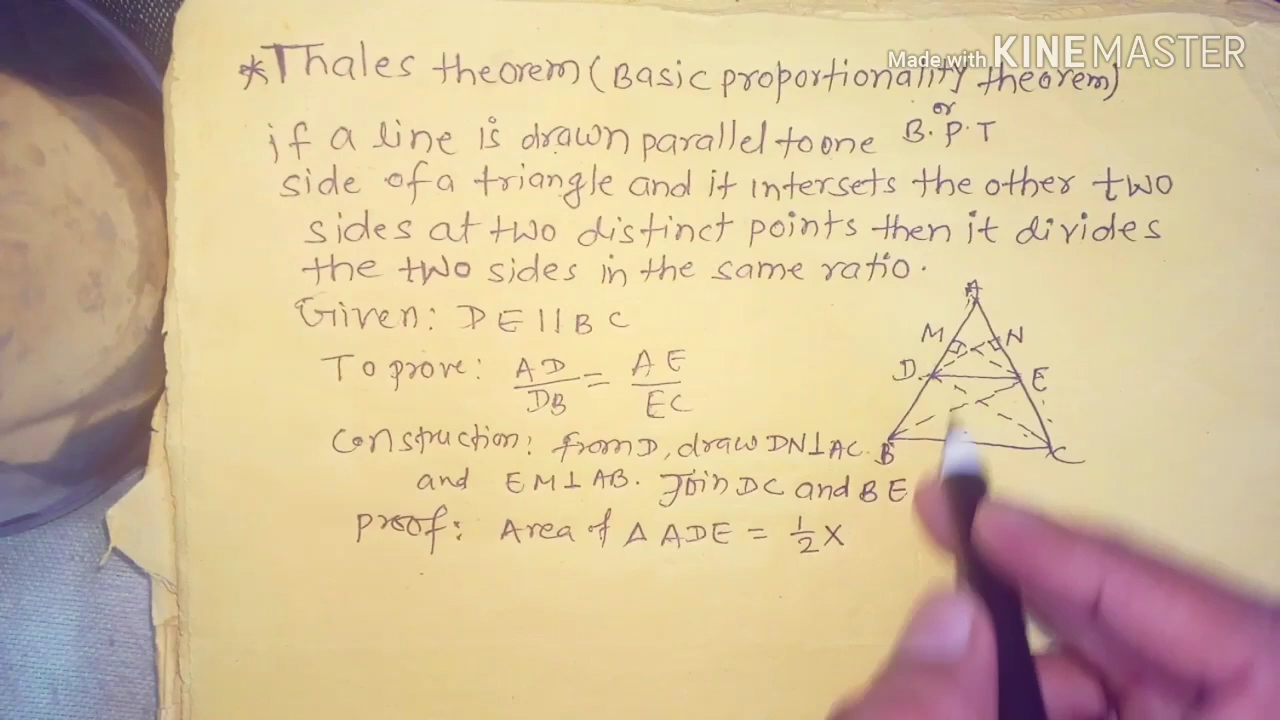 Made with KINEMASTER
*Thales theorem (Basic proportionality theorem)
or
if a line is drawn parallel to one B.P.T
side of a triangle and it intersets the other two
sides at two distinct points then it divides
the two sides in the same ratio.
Given: DE || BC
To prove: AD/DB = AE/EC
Construction: from D, draw DN⊥AC.
and EM⊥AB. Join DC and BE
Proof: Area of Δ ADE = 1/2 ×
A
M N
D E
B C